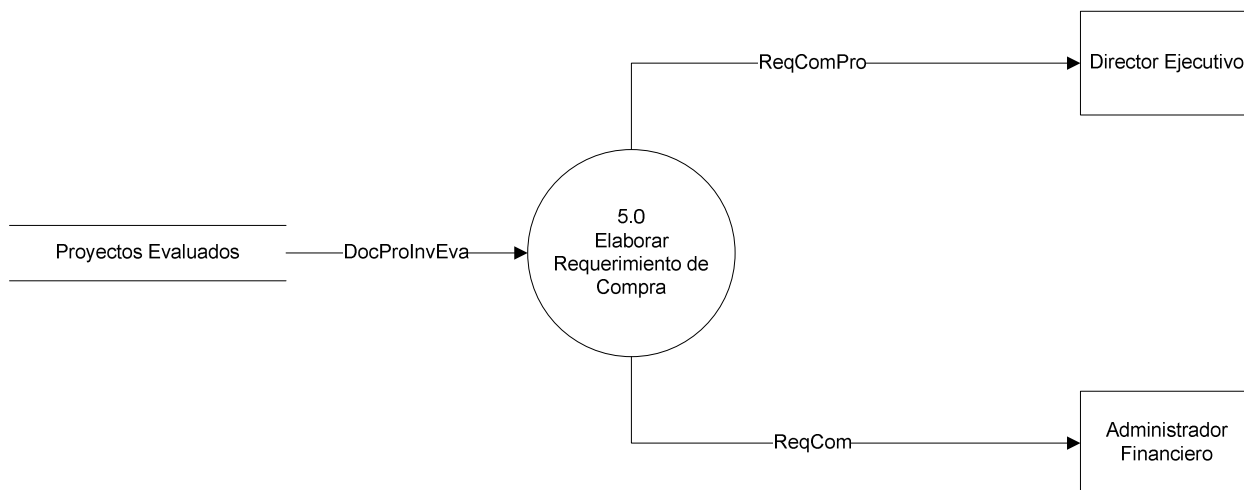 ReqComPro
Director Ejecutivo
5.0
Elaborar
Requerimiento de
Compra
Proyectos Evaluados
DocProInvEva
ReqCom
Administrador
Financiero